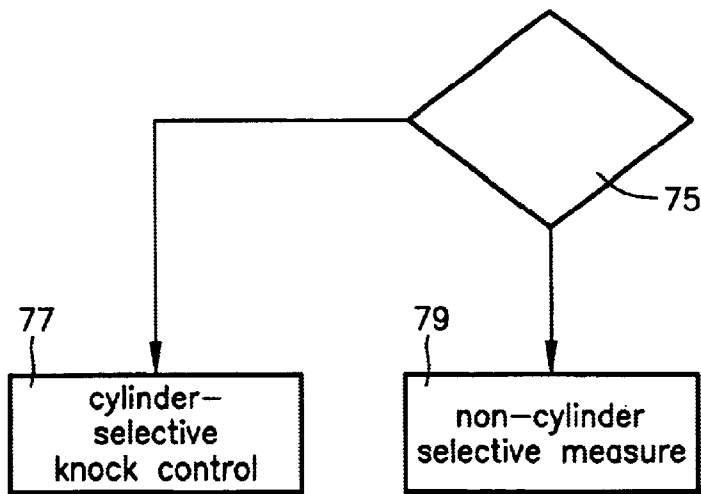 75
77
79
cylinder-
selective
knock control
non-cylinder
selective measure